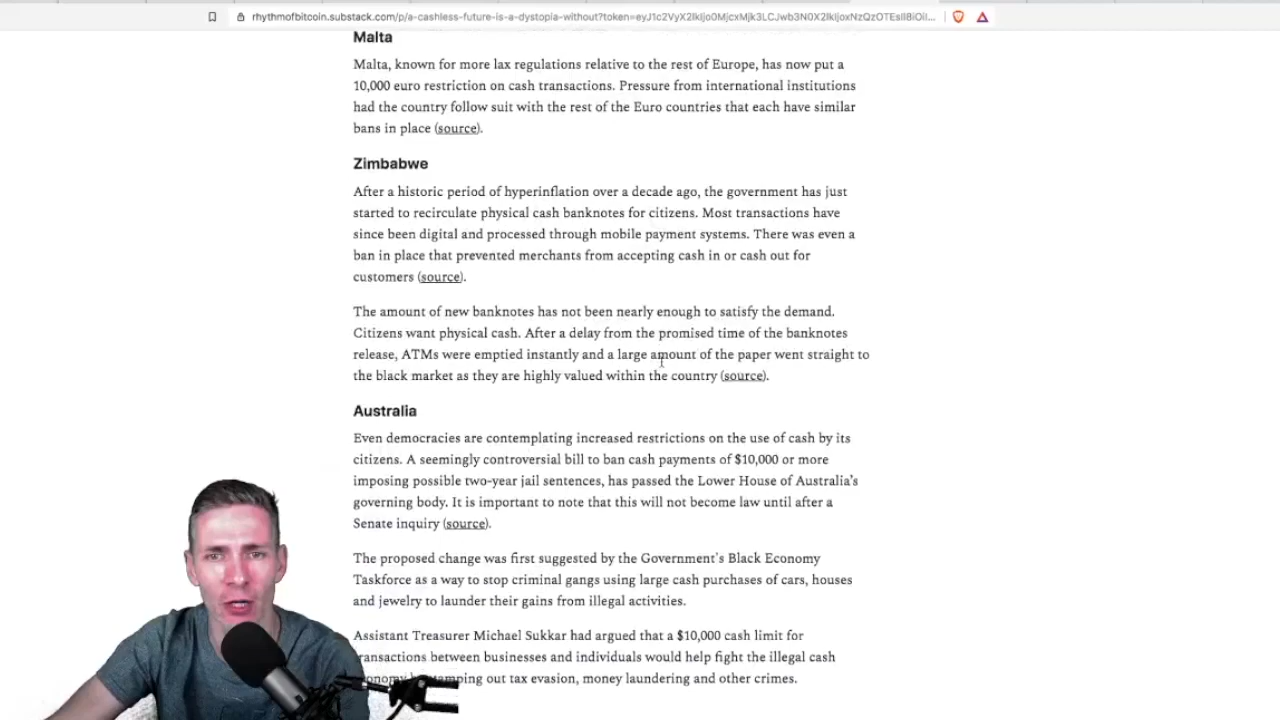 rhythmofbitcoin.substack.com/p/a-cashless-future-is-a-dystopia-without?token=
Malta
Malta, known for more lax regulations relative to the rest of Europe, has now put a
10,000 euro restriction on cash transactions. Pressure from international institutions
had the country follow suit with the rest of the Euro countries that each have similar
bans in place (source).
Zimbabwe
After a historic period of hyperinflation over a decade ago, the government has just
started to recirculate physical cash banknotes for citizens. Most transactions have
since been digital and processed through mobile payment systems. There was even a
ban in place that prevented merchants from accepting cash in or cash out for
customers (source).
The amount of new banknotes has not been nearly enough to satisfy the demand.
Citizens want physical cash. After a delay from the promised time of the banknotes
release, ATMs were emptied instantly and a large amount of the paper went straight to
the black market as they are highly valued within the country (source).
Australia
Even democracies are contemplating increased restrictions on the use of cash by its
citizens. A seemingly controversial bill to ban cash payments of $10,000 or more
imposing possible two-year jail sentences, has passed the Lower House of Australia's
governing body. It is important to note that this will not become law until after a
Senate inquiry (source).
The proposed change was first suggested by the Government's Black Economy
Taskforce as a way to stop criminal gangs using large cash purchases of cars, houses
and jewelry to launder their gains from illegal activities.
Assistant Treasurer Michael Sukkar had argued that a $10,000 cash limit for
transactions between businesses and individuals would help fight the illegal cash
out tax evasion, money laundering and other crimes.